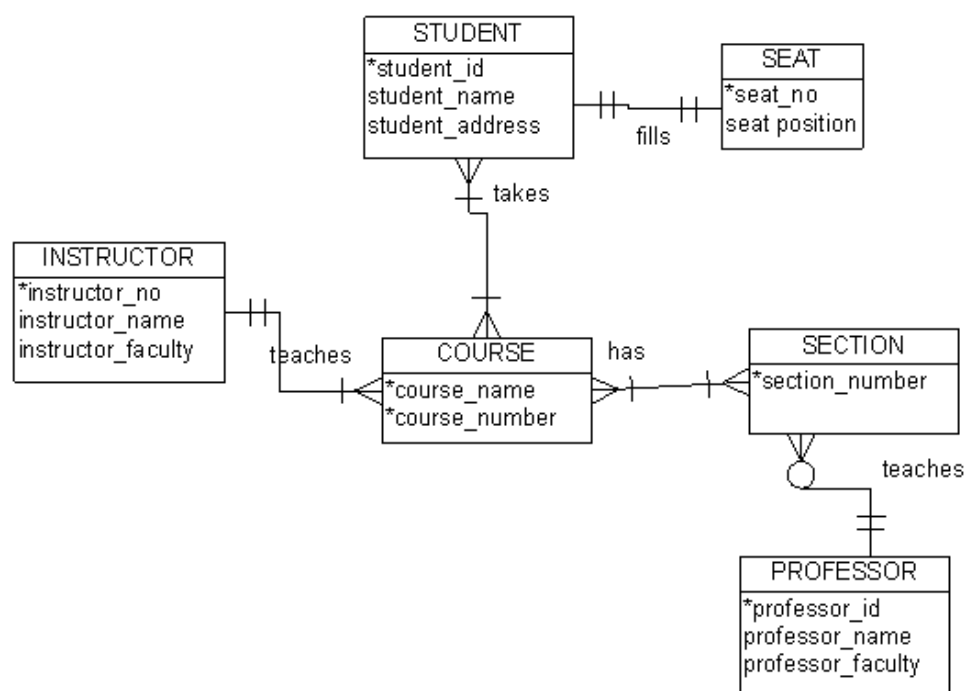 STUDENT
*student_id
student_name
student_address
SEAT
*seat_no
seat position
fills
takes
INSTRUCTOR
*instructor_no
instructor_name
instructor_faculty
teaches
COURSE
*course_name
*course_number
has
SECTION
*section_number
teaches
PROFESSOR
*professor_id
professor_name
professor_faculty